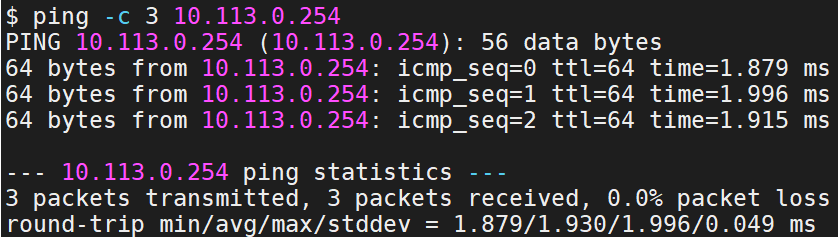 $ ping -c 3 10.113.0.254
PING 10.113.0.254 (10.113.0.254): 56 data bytes
64 bytes from 10.113.0.254: icmp_seq=0 ttl=64 time=1.879 ms
64 bytes from 10.113.0.254: icmp_seq=1 ttl=64 time=1.996 ms
64 bytes from 10.113.0.254: icmp_seq=2 ttl=64 time=1.915 ms

--- 10.113.0.254 ping statistics ---
3 packets transmitted, 3 packets received, 0.0% packet loss
round-trip min/avg/max/stddev = 1.879/1.930/1.996/0.049 ms